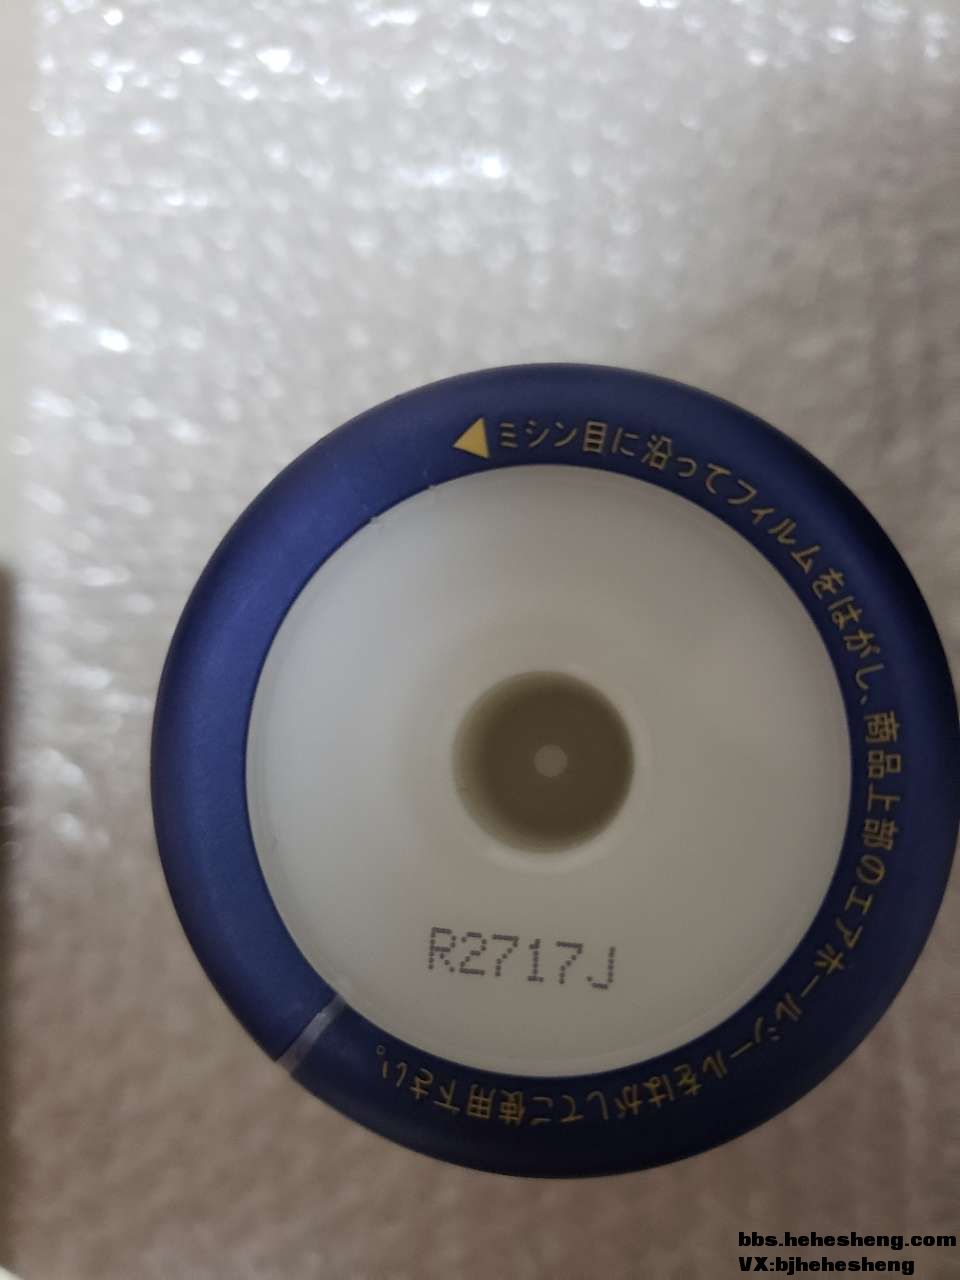 ミシン目に沿ってフィルムをはがし、商品上部のエアホールシールをはがしてご使用下さい。
R2717J
bbs.hehesheng.com
VX:bjhehesheng